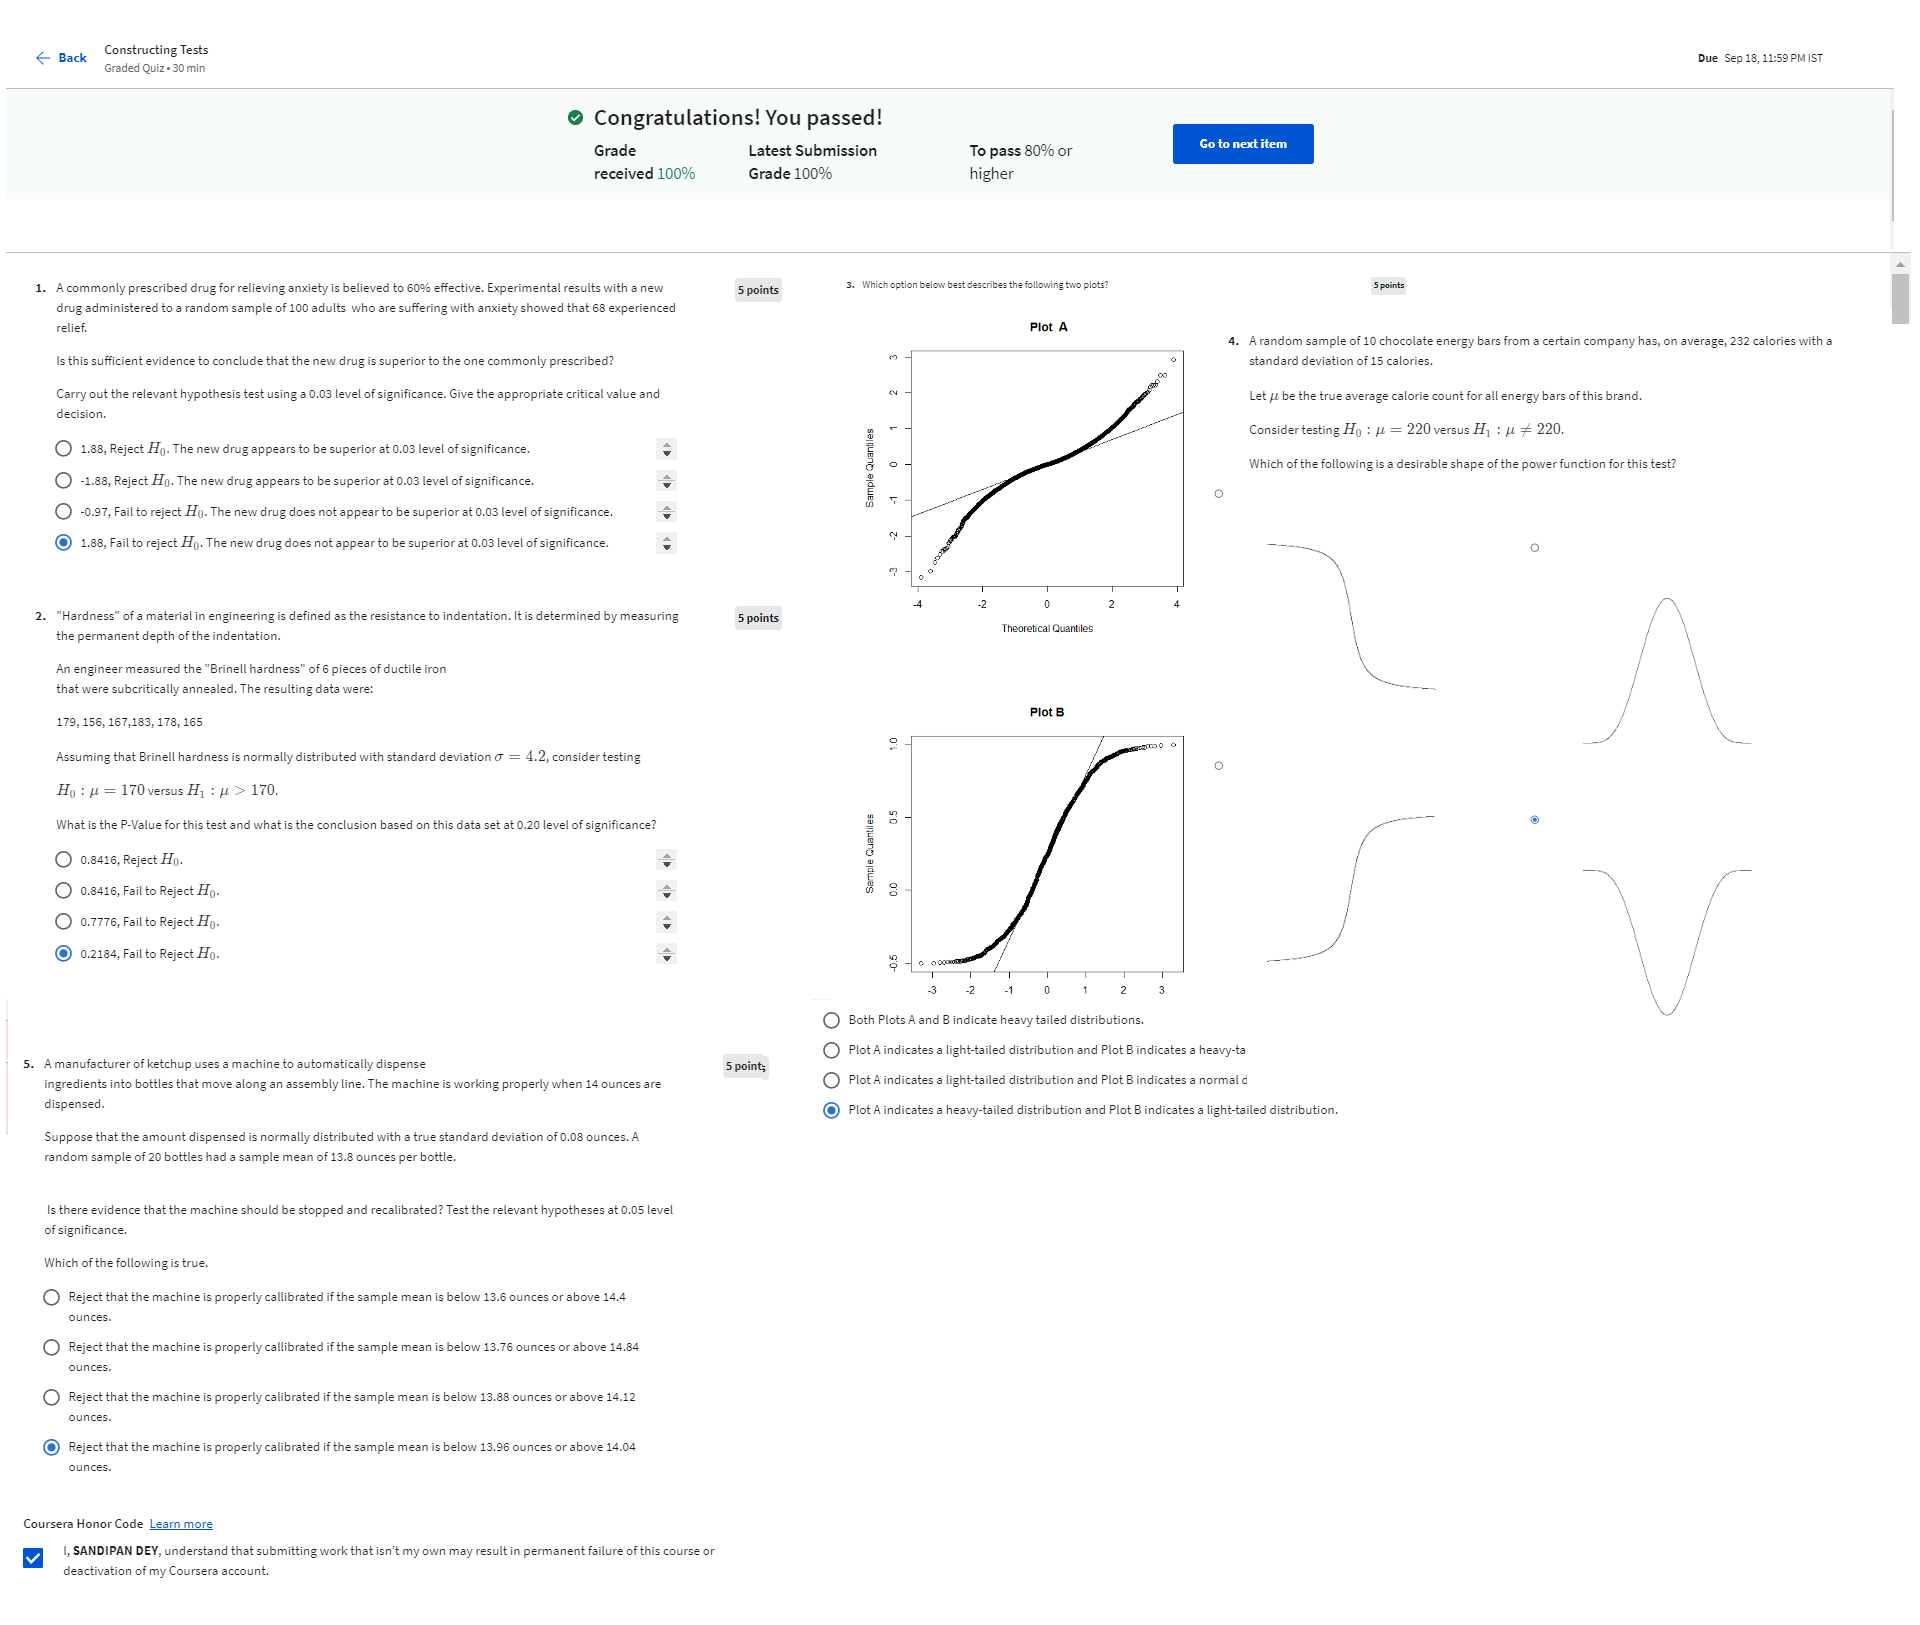 Back
Constructing Tests
Graded Quiz • 30 min
Due Sep 18, 11:59 PM IST
Congratulations! You passed!
Grade
received 100%
Latest Submission
Grade 100%
To pass 80% or
higher
Go to next item
1. A commonly prescribed drug for relieving anxiety is believed to 60% effective. Experimental results with a new
drug administered to a random sample of 100 adults who are suffering with anxiety showed that 68 experienced
relief.
5 points
Is this sufficient evidence to conclude that the new drug is superior to the one commonly prescribed?
Carry out the relevant hypothesis test using a 0.03 level of significance. Give the appropriate critical value and
decision.
1.88, Reject H₀. The new drug appears to be superior at 0.03 level of significance.
-1.88, Reject H₀. The new drug appears to be superior at 0.03 level of significance.
-0.97, Fail to reject H₀. The new drug does not appear to be superior at 0.03 level of significance.
1.88, Fail to reject H₀. The new drug does not appear to be superior at 0.03 level of significance.
2. "Hardness" of a material in engineering is defined as the resistance to indentation. It is determined by measuring
the permanent depth of the indentation.
5 points
An engineer measured the "Brinell hardness" of 6 pieces of ductile iron
that were subcritically annealed. The resulting data were:
179, 156, 167,183, 178, 165
Assuming that Brinell hardness is normally distributed with standard deviation σ = 4.2, consider testing
H₀ : μ = 170 versus H₁ : μ > 170.
What is the P-Value for this test and what is the conclusion based on this data set at 0.20 level of significance?
0.8416, Reject H₀.
0.8416, Fail to Reject H₀.
0.7776, Fail to Reject H₀.
0.2184, Fail to Reject H₀.
3. Which option below best describes the following two plots?
5 points
Plot A
Sample Quantiles
3
2
1
0
-1
-2
-3
-4 -2 0 2 4
Theoretical Quantiles
Plot B
Sample Quantiles
1.0
0.5
0.0
-0.5
-3 -2 -1 0 1 2 3
Both Plots A and B indicate heavy tailed distributions.
Plot A indicates a light-tailed distribution and Plot B indicates a heavy-ta
Plot A indicates a light-tailed distribution and Plot B indicates a normal d
Plot A indicates a heavy-tailed distribution and Plot B indicates a light-tailed distribution.
4. A random sample of 10 chocolate energy bars from a certain company has, on average, 232 calories with a
standard deviation of 15 calories.
Let μ be the true average calorie count for all energy bars of this brand.
Consider testing H₀ : μ = 220 versus H₁ : μ ≠ 220.
Which of the following is a desirable shape of the power function for this test?
5. A manufacturer of ketchup uses a machine to automatically dispense
ingredients into bottles that move along an assembly line. The machine is working properly when 14 ounces are
dispensed.
5 points
Suppose that the amount dispensed is normally distributed with a true standard deviation of 0.08 ounces. A
random sample of 20 bottles had a sample mean of 13.8 ounces per bottle.
Is there evidence that the machine should be stopped and recalibrated? Test the relevant hypotheses at 0.05 level
of significance.
Which of the following is true.
Reject that the machine is properly callibrated if the sample mean is below 13.6 ounces or above 14.4
ounces.
Reject that the machine is properly callibrated if the sample mean is below 13.76 ounces or above 14.84
ounces.
Reject that the machine is properly calibrated if the sample mean is below 13.88 ounces or above 14.12
ounces.
Reject that the machine is properly calibrated if the sample mean is below 13.96 ounces or above 14.04
ounces.
Coursera Honor Code Learn more
I, SANDIPAN DEY, understand that submitting work that isn't my own may result in permanent failure of this course or
deactivation of my Coursera account.